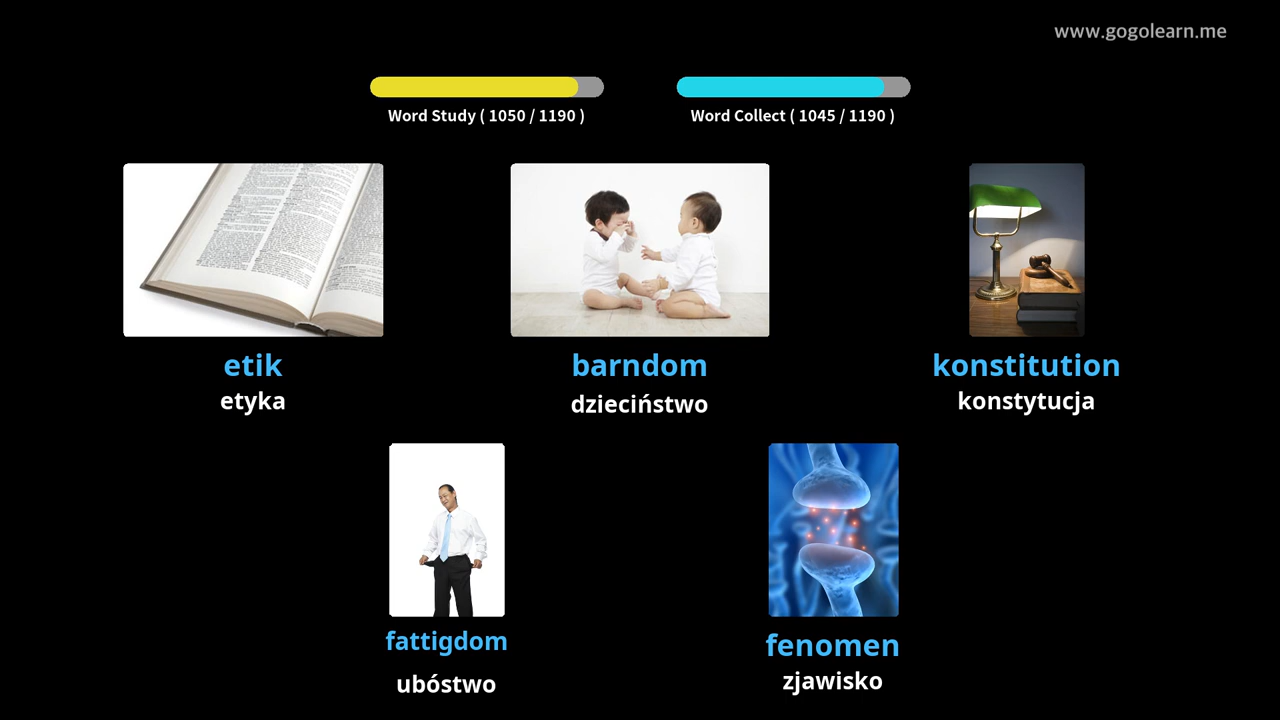 www.gogolearn.me
Word Study ( 1050 / 1190 )
Word Collect ( 1045 / 1190 )
etik
etyka
barndom
dzieciństwo
konstitution
konstytucja
fattigdom
ubóstwo
fenomen
zjawisko